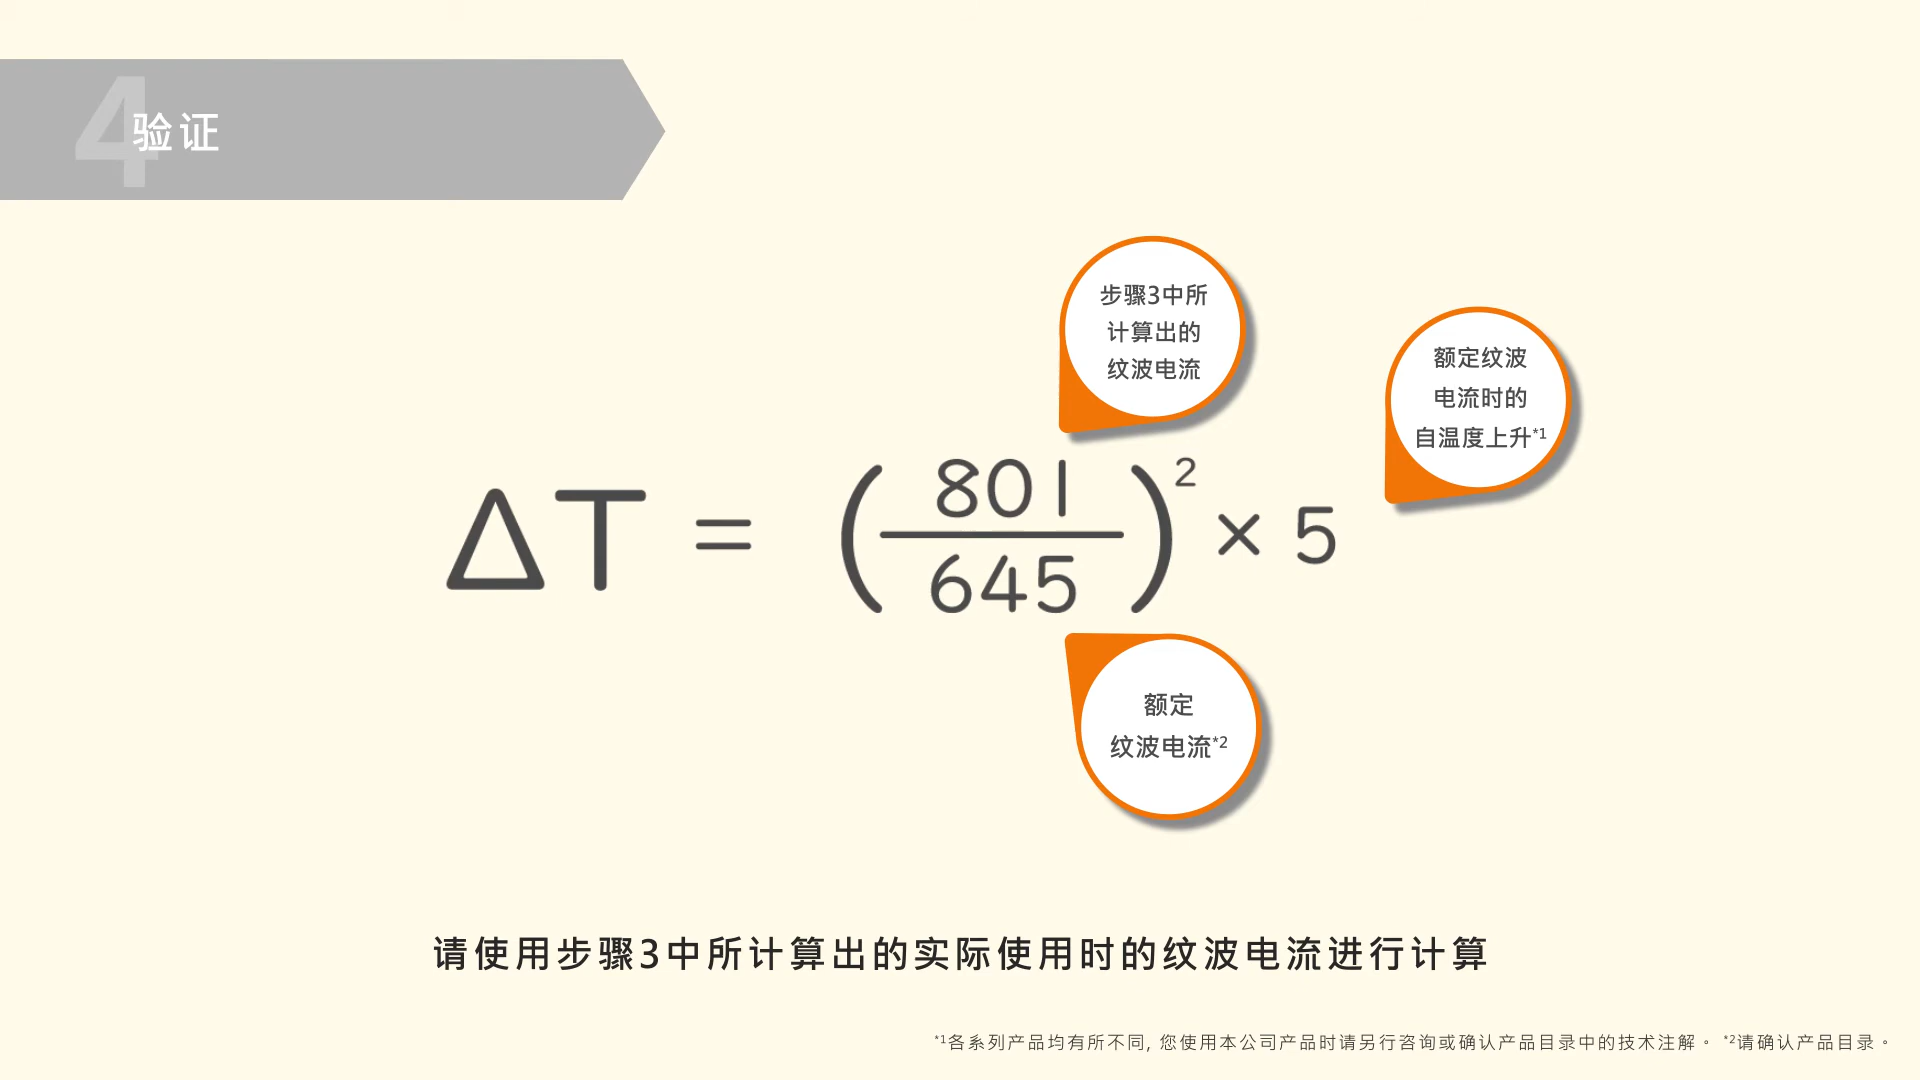 4 验证
步骤3中所
计算出的
纹波电流
额定纹波
电流时的
自温度上升*1
ΔT = (801/645)² × 5
额定
纹波电流*2
请使用步骤3中所计算出的实际使用时的纹波电流进行计算
*1各系列产品均有所不同, 您使用本公司产品时请另行咨询或确认产品目录中的技术注解。 *2请确认产品目录。